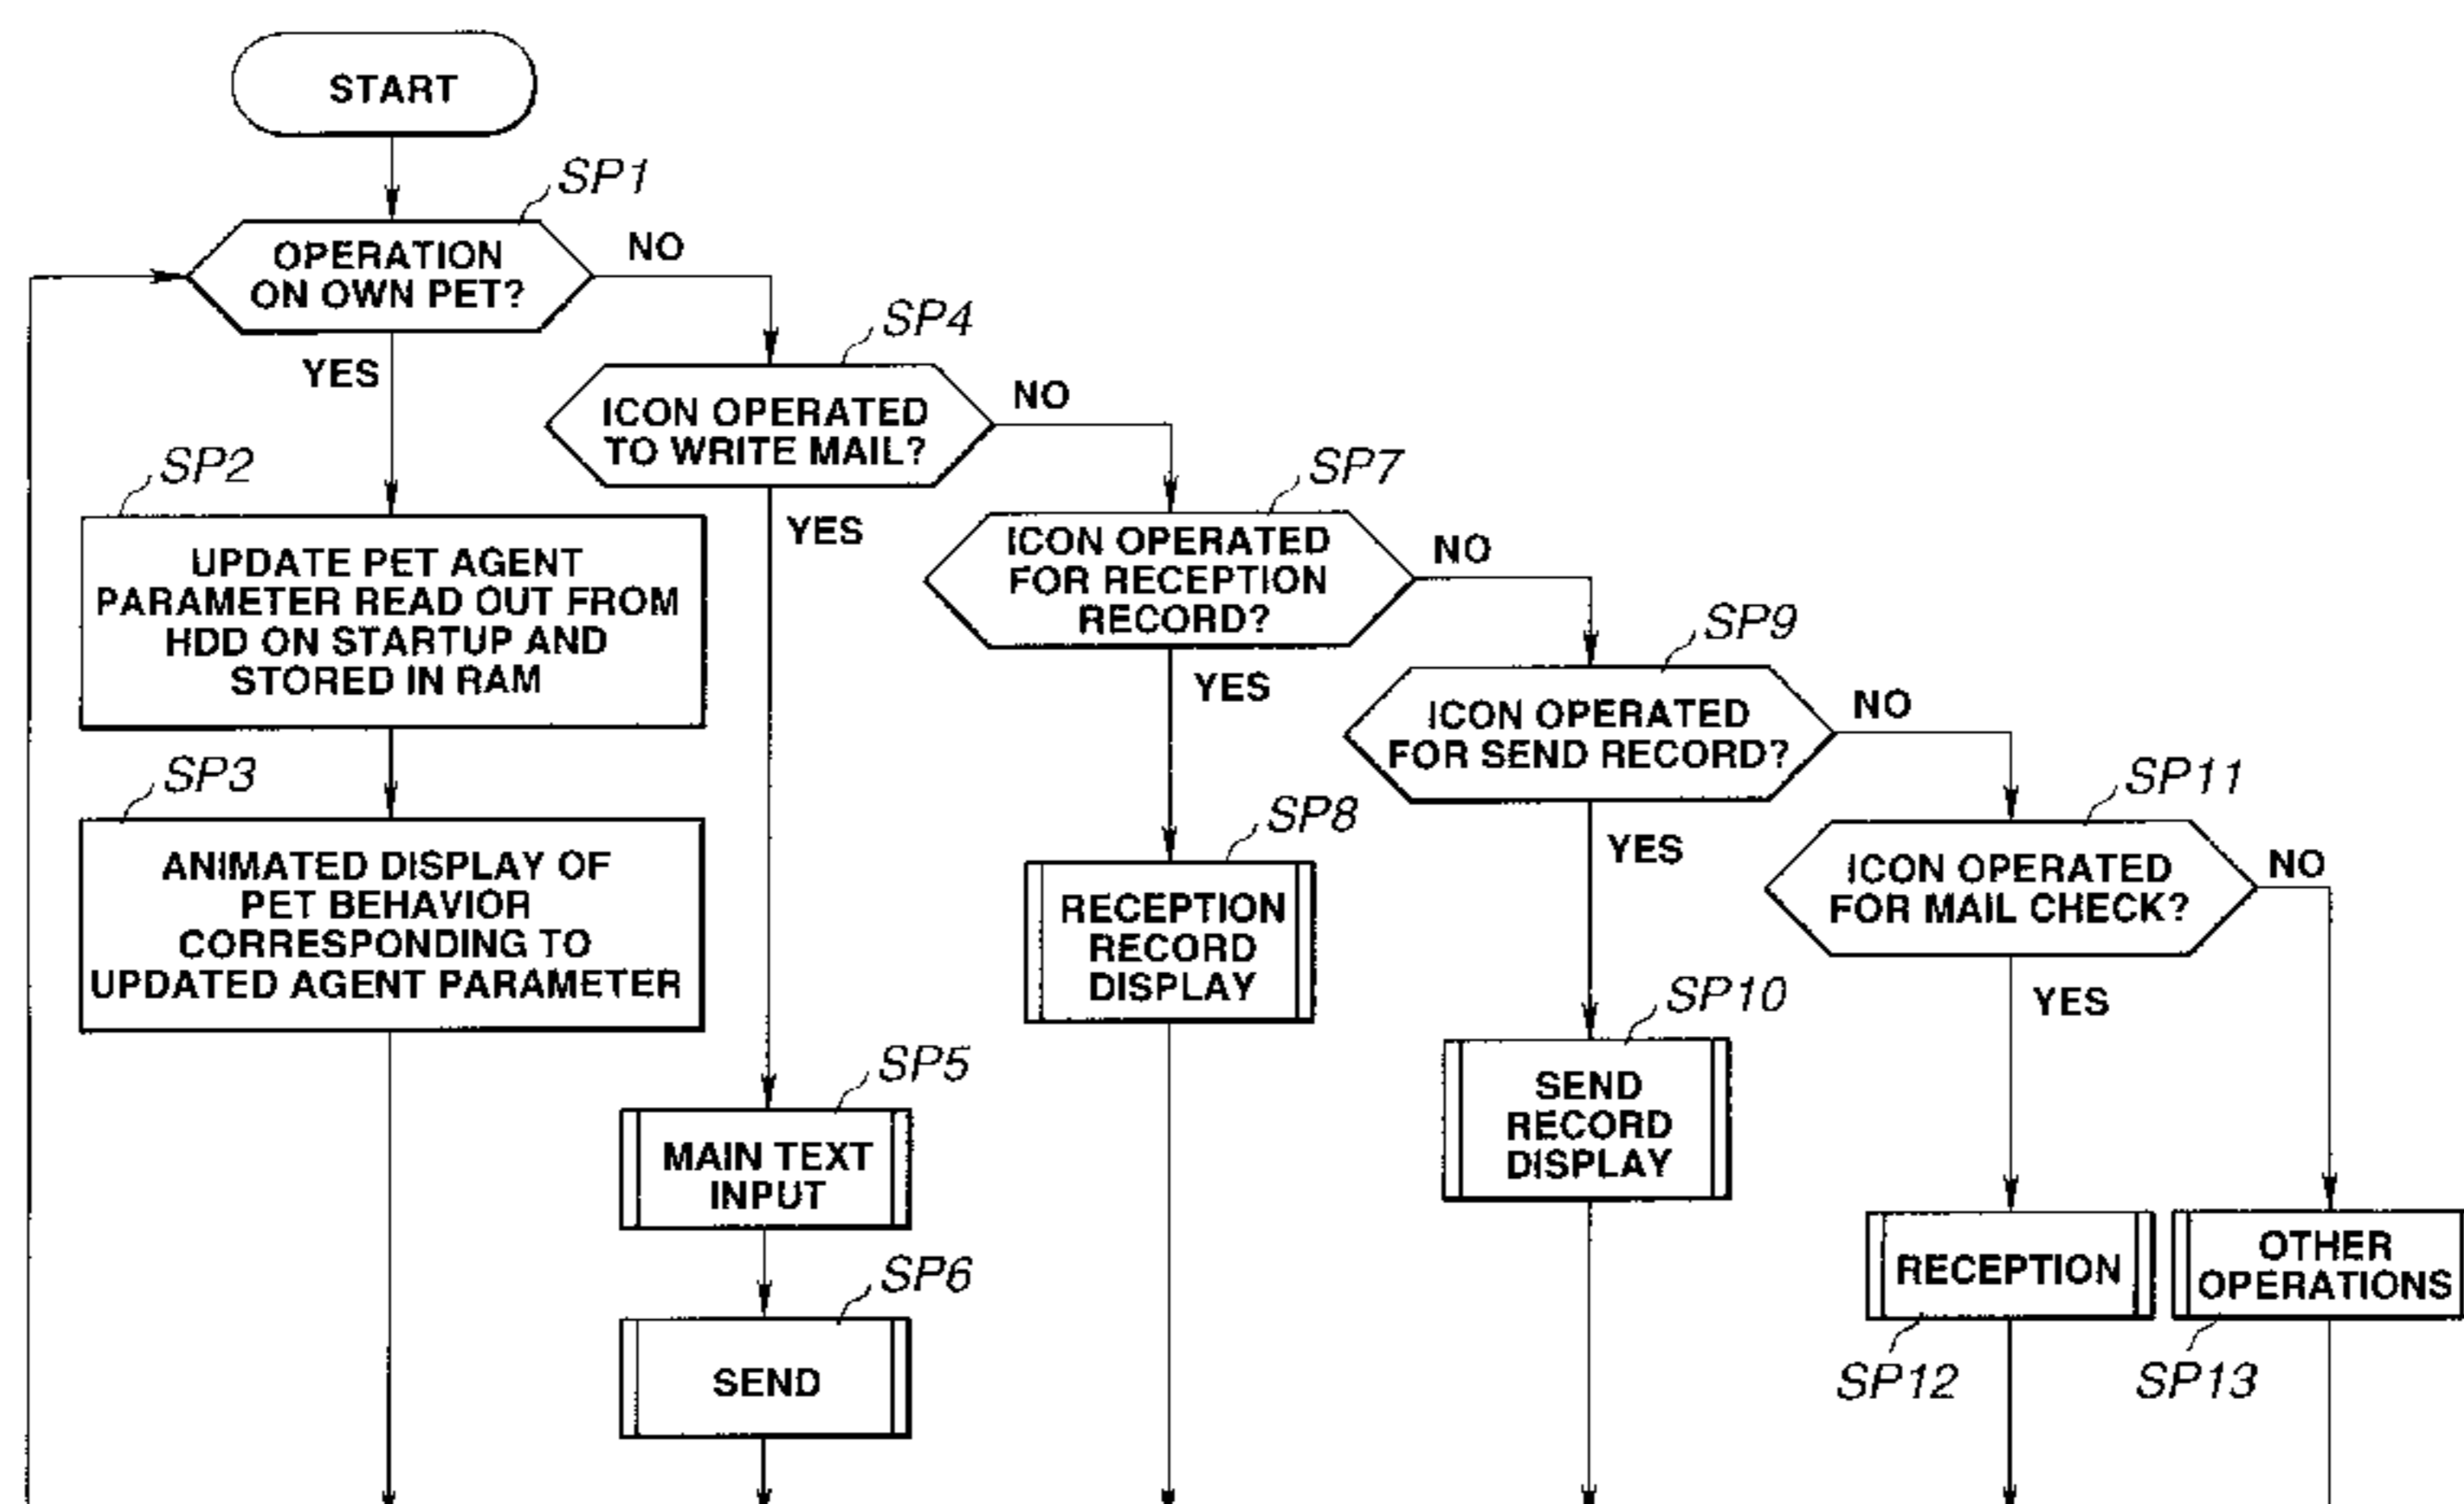 START
SP1
OPERATION
ON OWN PET?
NO
YES
SP4
ICON OPERATED
TO WRITE MAIL?
NO
YES
SP2
UPDATE PET AGENT
PARAMETER READ OUT FROM
HDD ON STARTUP AND
STORED IN RAM
SP7
ICON OPERATED
FOR RECEPTION
RECORD?
NO
YES
SP9
ICON OPERATED
FOR SEND RECORD?
NO
YES
SP3
ANIMATED DISPLAY OF
PET BEHAVIOR
CORRESPONDING TO
UPDATED AGENT PARAMETER
SP8
RECEPTION
RECORD
DISPLAY
SP11
ICON OPERATED
FOR MAIL CHECK?
NO
YES
SP10
SEND
RECORD
DISPLAY
SP5
MAIN TEXT
INPUT
SP6
SEND
RECEPTION
SP12
OTHER
OPERATIONS
SP13